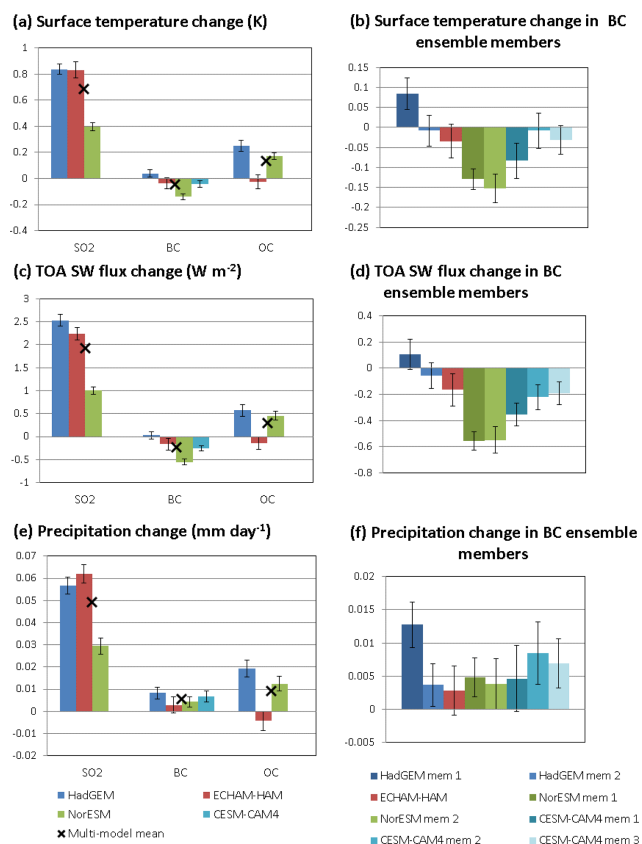 (a) Surface temperature change (K)
1
0.8
0.6
0.4
0.2
0
-0.2
-0.4
SO2 BC OC
(b) Surface temperature change in BC
ensemble members
0.15
0.1
0.05
0
-0.05
-0.1
-0.15
-0.2
-0.25
(c) TOA SW flux change (W m-2)
3
2.5
2
1.5
1
0.5
0
-0.5
-1
SO2 BC OC
(d) TOA SW flux change in BC
ensemble members
0.4
0.2
0
-0.2
-0.4
-0.6
-0.8
(e) Precipitation change (mm day-1)
0.07
0.06
0.05
0.04
0.03
0.02
0.01
0
-0.01
-0.02
SO2 BC OC
HadGEM ECHAM-HAM
NorESM CESM-CAM4
Multi-model mean
(f) Precipitation change in BC ensemble
members
0.02
0.015
0.01
0.005
0
-0.005
HadGEM mem 1 HadGEM mem 2
ECHAM-HAM NorESM mem 1
NorESM mem 2 CESM-CAM4 mem 1
CESM-CAM4 mem 2 CESM-CAM4 mem 3